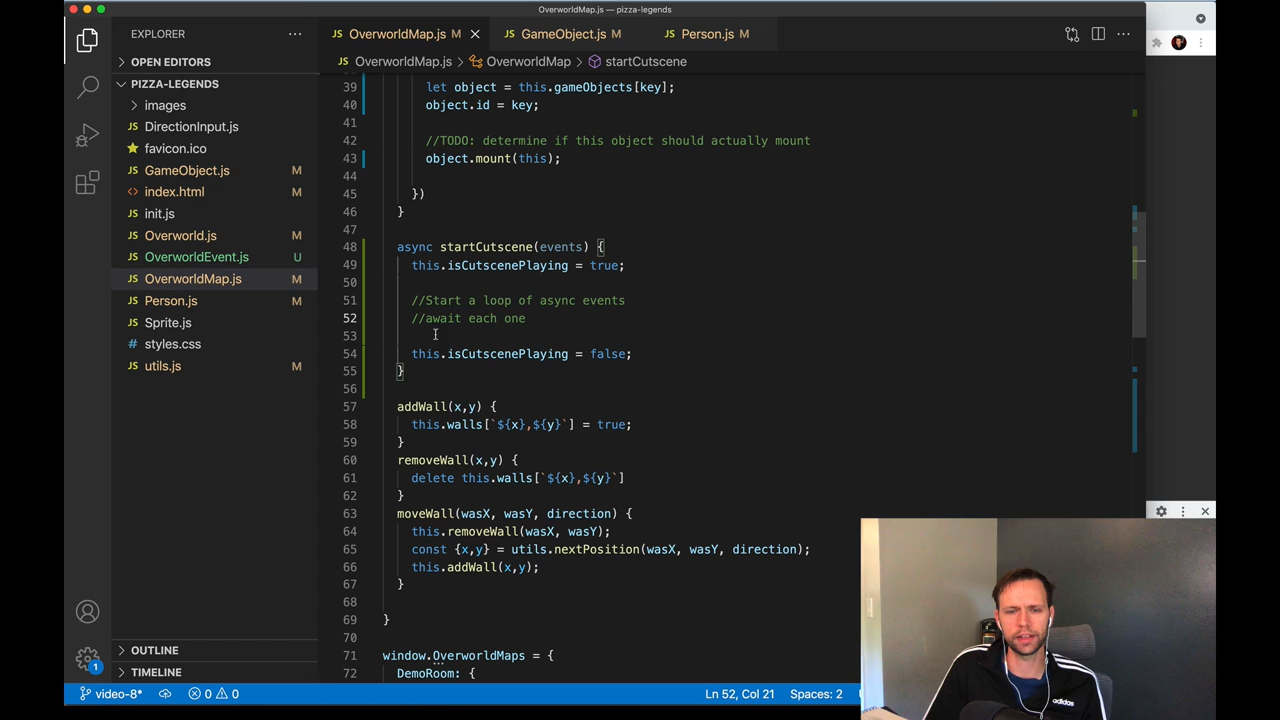 OverworldMap.js — pizza-legends
EXPLORER
JS OverworldMap.js M
JS GameObject.js M
JS Person.js M
OPEN EDITORS
JS OverworldMap.js > OverworldMap > startCutscene
PIZZA-LEGENDS
images
JS DirectionInput.js
favicon.ico
JS GameObject.js M
<> index.html M
JS init.js
JS Overworld.js M
JS OverworldEvent.js U
JS OverworldMap.js M
JS Person.js M
JS Sprite.js
# styles.css
JS utils.js M
OUTLINE
TIMELINE
39 let object = this.gameObjects[key];
40 object.id = key;
41
42 //TODO: determine if this object should actually mount
43 object.mount(this);
44
45 })
46 }
47
48 async startCutscene(events) {
49 this.isCutscenePlaying = true;
50
51 //Start a loop of async events
52 //await each one
53
54 this.isCutscenePlaying = false;
55 }
56
57 addWall(x,y) {
58 this.walls[`${x},${y}`] = true;
59 }
60 removeWall(x,y) {
61 delete this.walls[`${x},${y}`]
62 }
63 moveWall(wasX, wasY, direction) {
64 this.removeWall(wasX, wasY);
65 const {x,y} = utils.nextPosition(wasX, wasY, direction);
66 this.addWall(x,y);
67 }
68
69 }
70
71 window.OverworldMaps = {
72 DemoRoom: {
1
video-8* 0 0
Ln 52, Col 21 Spaces: 2
adidas